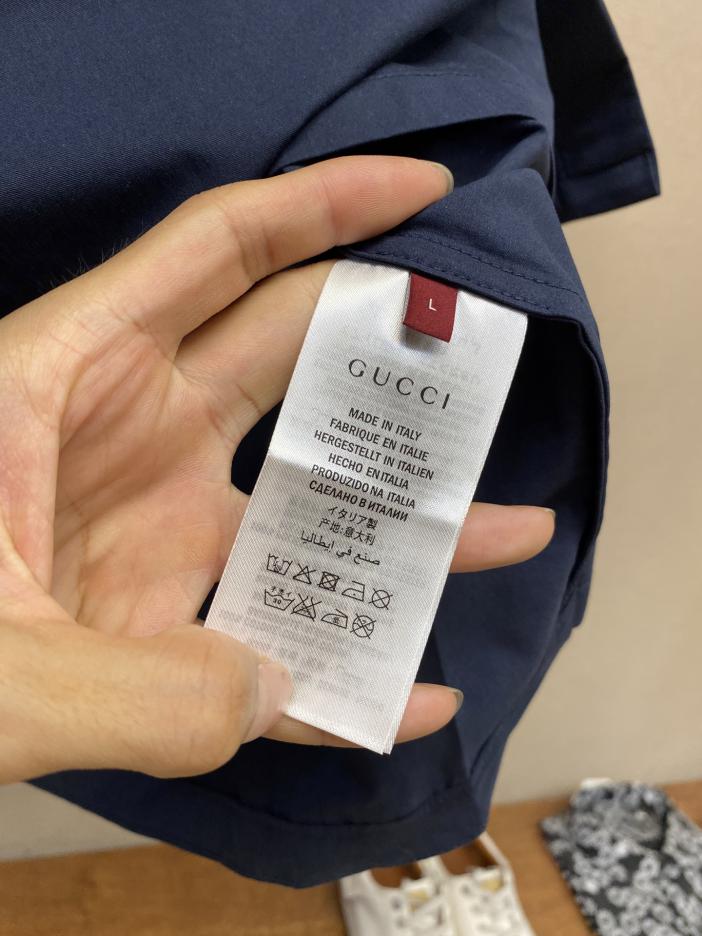 L
GUCCI
MADE IN ITALY
FABRIQUE EN ITALIE
HERGESTELLT IN ITALIEN
HECHO EN ITALIA
PRODUZIDO NA ITALIA
СДЕЛАНО В ИТАЛИИ
イタリア製
产地:意大利
صنع في إيطاليا